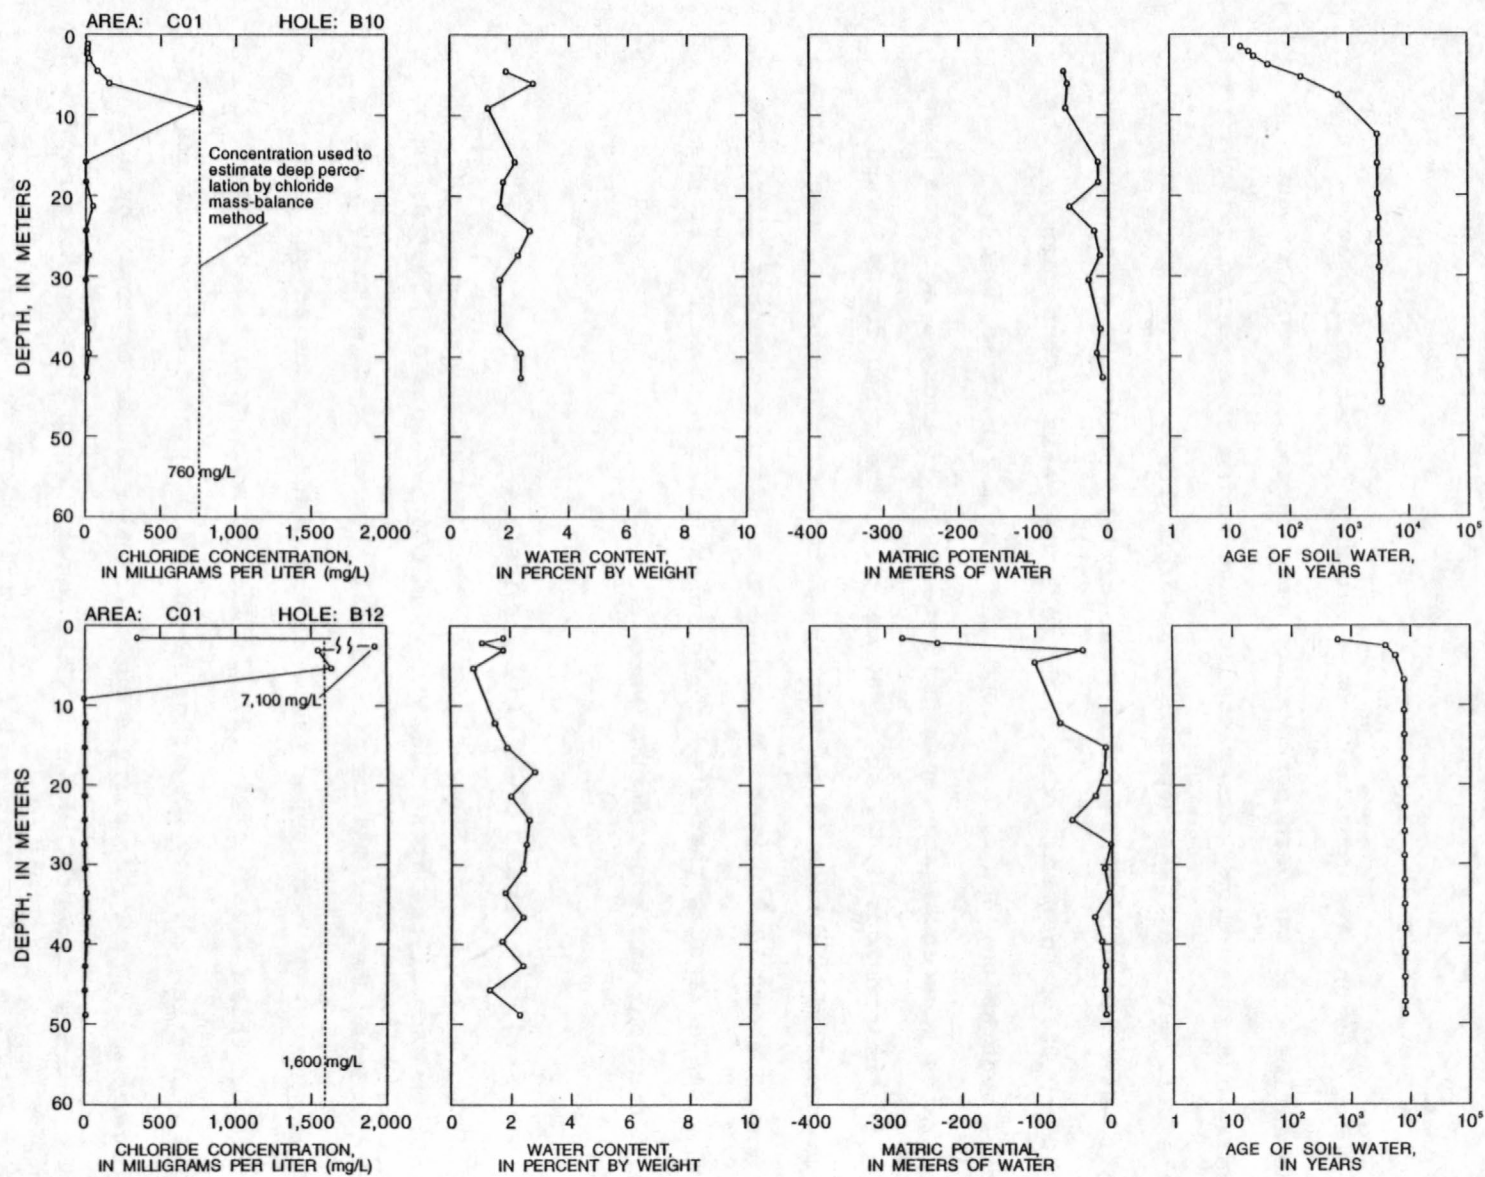 AREA: C01 HOLE: B10
0
10
20
30
40
50
60
DEPTH, IN METERS
Concentration used to
estimate deep perco-
lation by chloride
mass-balance
method
760 mg/L
0 500 1,000 1,500 2,000
CHLORIDE CONCENTRATION,
IN MILLIGRAMS PER LITER (mg/L)
0 2 4 6 8 10
WATER CONTENT,
IN PERCENT BY WEIGHT
-400 -300 -200 -100 0
MATRIC POTENTIAL,
IN METERS OF WATER
1 10 10² 10³ 10⁴ 10⁵
AGE OF SOIL WATER,
IN YEARS
AREA: C01 HOLE: B12
0
10
20
30
40
50
60
DEPTH, IN METERS
7,100 mg/L
1,600 mg/L
0 500 1,000 1,500 2,000
CHLORIDE CONCENTRATION,
IN MILLIGRAMS PER LITER (mg/L)
0 2 4 6 8 10
WATER CONTENT,
IN PERCENT BY WEIGHT
-400 -300 -200 -100 0
MATRIC POTENTIAL,
IN METERS OF WATER
1 10 10² 10³ 10⁴ 10⁵
AGE OF SOIL WATER,
IN YEARS